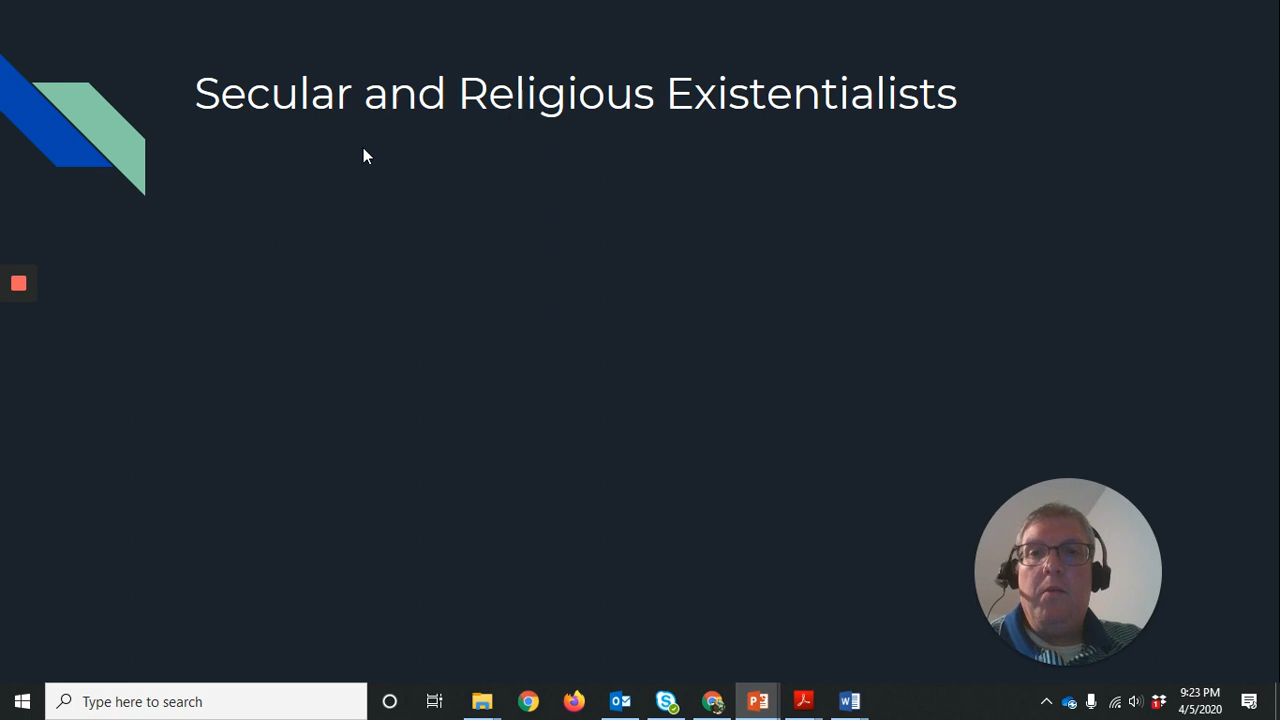 Secular and Religious Existentialists
Type here to search
9:23 PM
4/5/2020